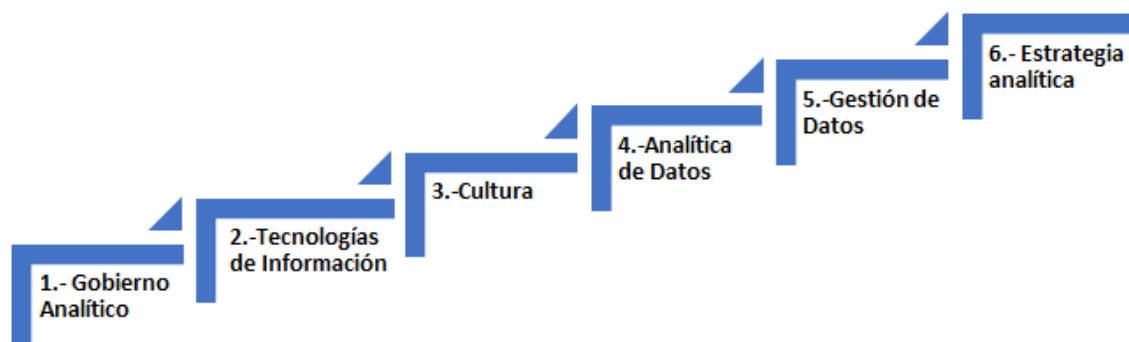 1.- Gobierno
Analítico
2.-Tecnologías
de Información
3.-Cultura
4.-Analítica
de Datos
5.-Gestión de
Datos
6.- Estrategia
analítica